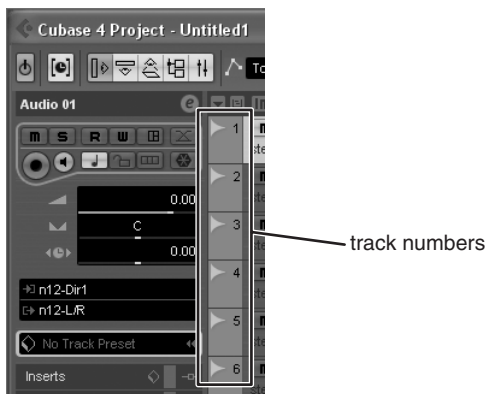 Cubase 4 Project - Untitled1
Audio 01
e
m S R W
1
2
3
4
5
6
0.00
C
0.00
n12-Dir1
n12-L/R
No Track Preset
Inserts
track numbers